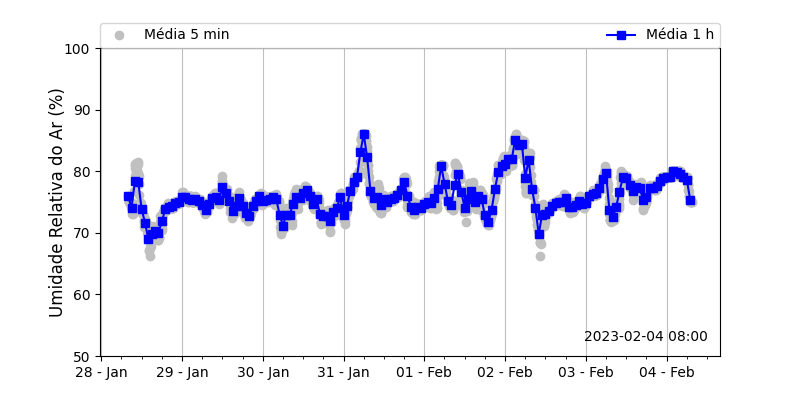 Média 5 min
Média 1 h
Umidade Relativa do Ar (%)
100
90
80
70
60
50
2023-02-04 08:00
28 - Jan
29 - Jan
30 - Jan
31 - Jan
01 - Feb
02 - Feb
03 - Feb
04 - Feb